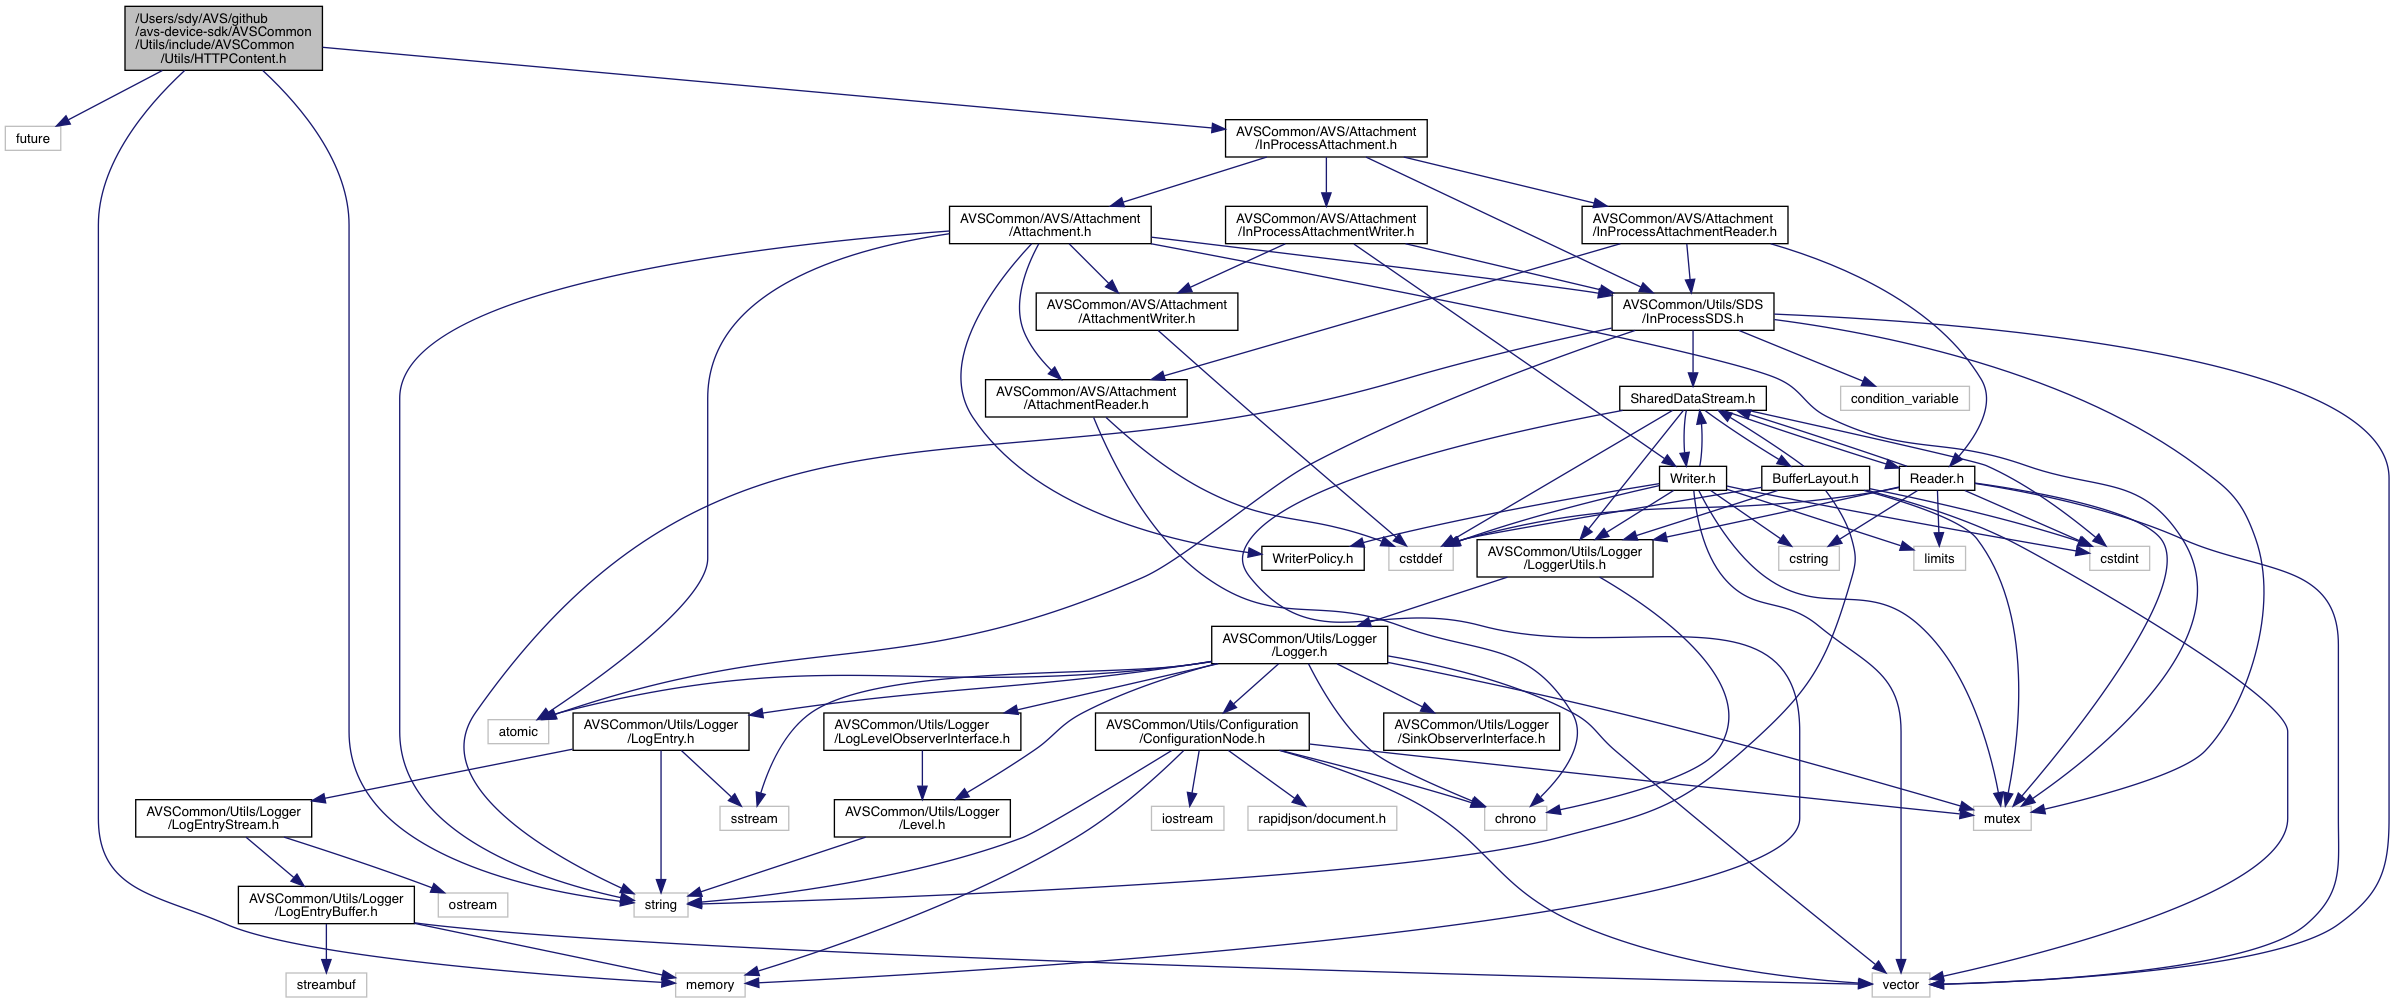 /Users/sdy/AVS/github
/avs-device-sdk/AVSCommon
/Utils/include/AVSCommon
/Utils/HTTPContent.h
future
AVSCommon/AVS/Attachment
/InProcessAttachment.h
AVSCommon/AVS/Attachment
/Attachment.h
AVSCommon/AVS/Attachment
/InProcessAttachmentWriter.h
AVSCommon/AVS/Attachment
/InProcessAttachmentReader.h
AVSCommon/AVS/Attachment
/AttachmentWriter.h
AVSCommon/Utils/SDS
/InProcessSDS.h
AVSCommon/AVS/Attachment
/AttachmentReader.h
SharedDataStream.h
condition_variable
Writer.h
BufferLayout.h
Reader.h
WriterPolicy.h
cstddef
AVSCommon/Utils/Logger
/LoggerUtils.h
cstring
limits
cstdint
AVSCommon/Utils/Logger
/Logger.h
atomic
AVSCommon/Utils/Logger
/LogEntry.h
AVSCommon/Utils/Logger
/LogLevelObserverInterface.h
AVSCommon/Utils/Configuration
/ConfigurationNode.h
AVSCommon/Utils/Logger
/SinkObserverInterface.h
AVSCommon/Utils/Logger
/LogEntryStream.h
sstream
AVSCommon/Utils/Logger
/Level.h
iostream
rapidjson/document.h
chrono
mutex
AVSCommon/Utils/Logger
/LogEntryBuffer.h
ostream
string
streambuf
memory
vector